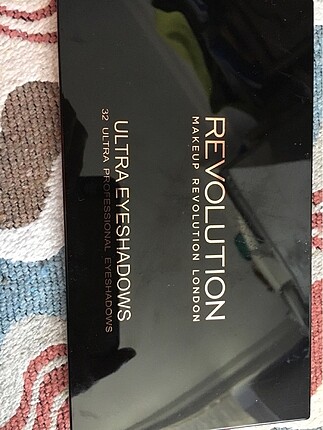 REVOLUTION
MAKEUP REVOLUTION LONDON
ULTRA EYESHADOWS
32 ULTRA PROFESSIONAL EYESHADOWS